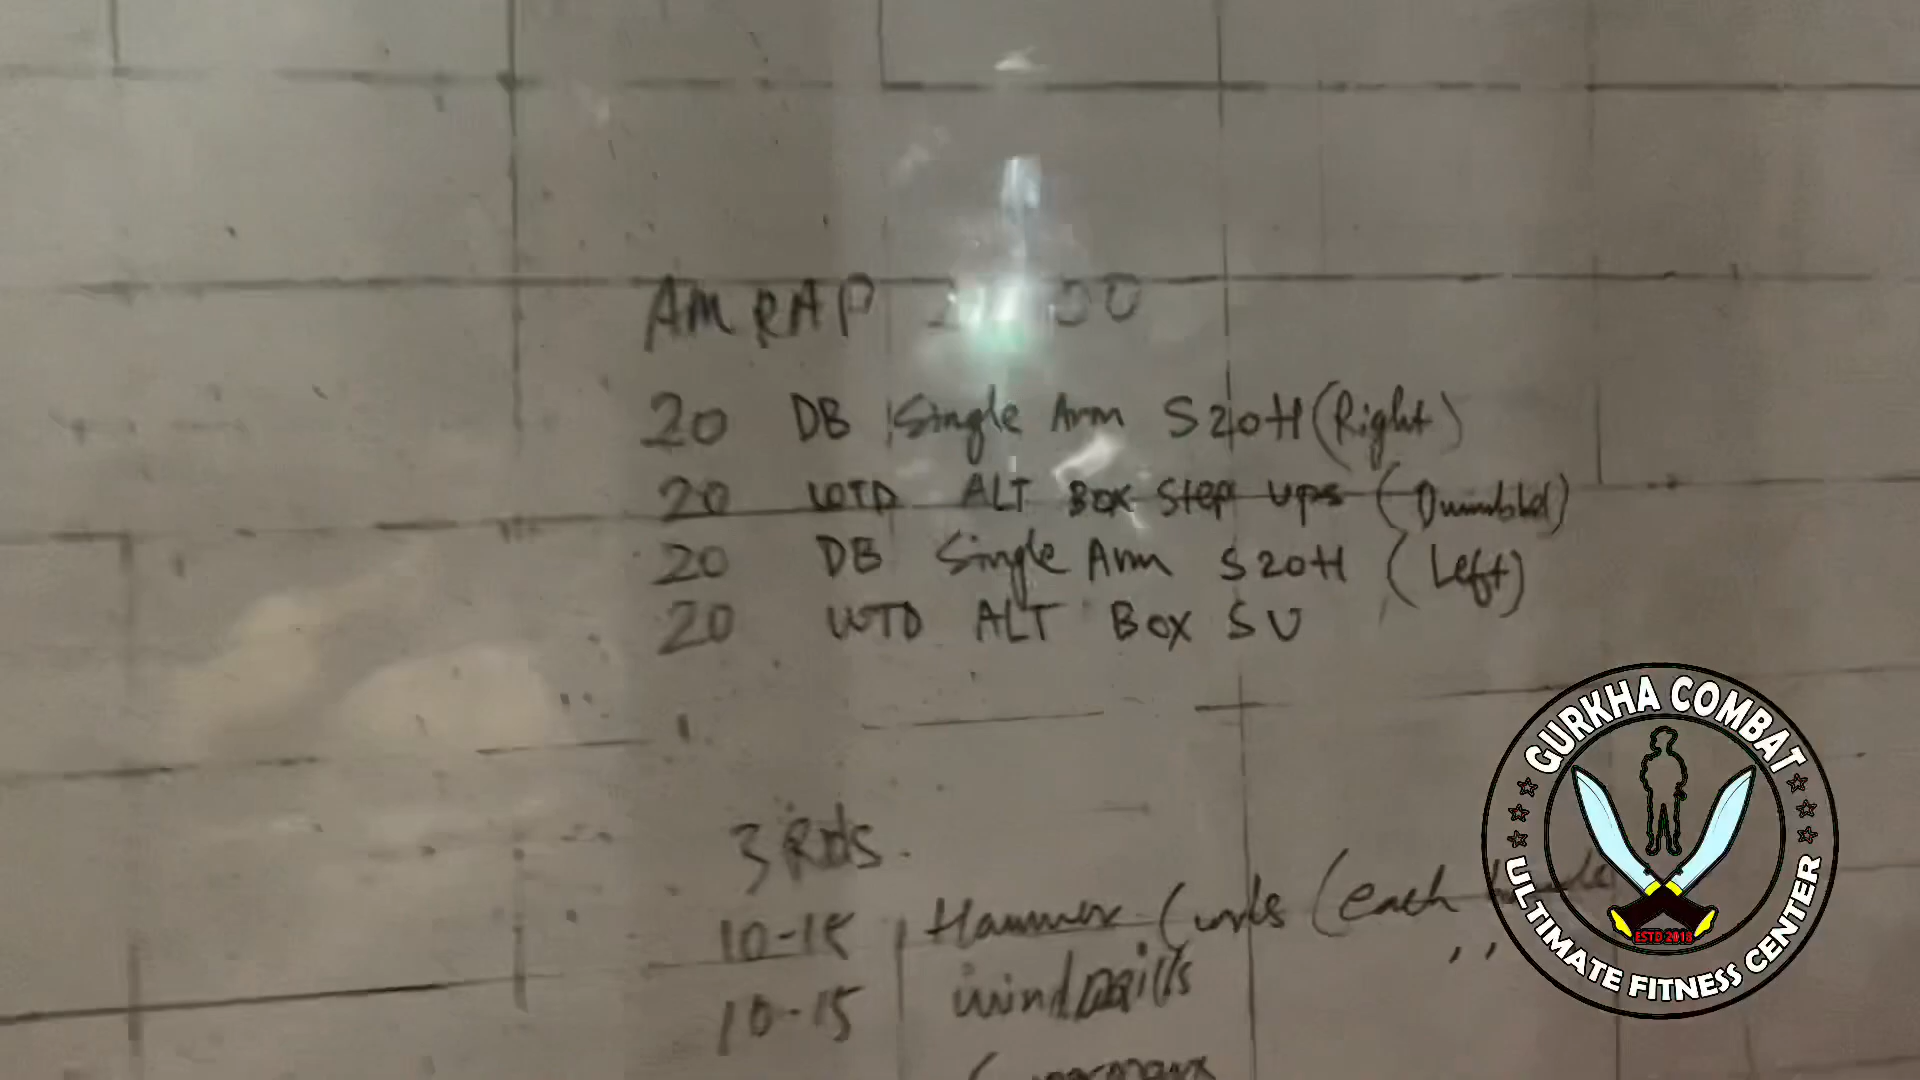 AMRAP
20 DB Single Arm S2OH (Right)
20 WTD ALT Box Step ups (Dumbbbel)
20 DB Single Arm S2OH (Left)
20 WTD ALT Box SU
3 RDS.
10-15 Hammer Curls (each
10-15 windmills "
GURKHA COMBAT
ULTIMATE FITNESS CENTER
ESTD 2018